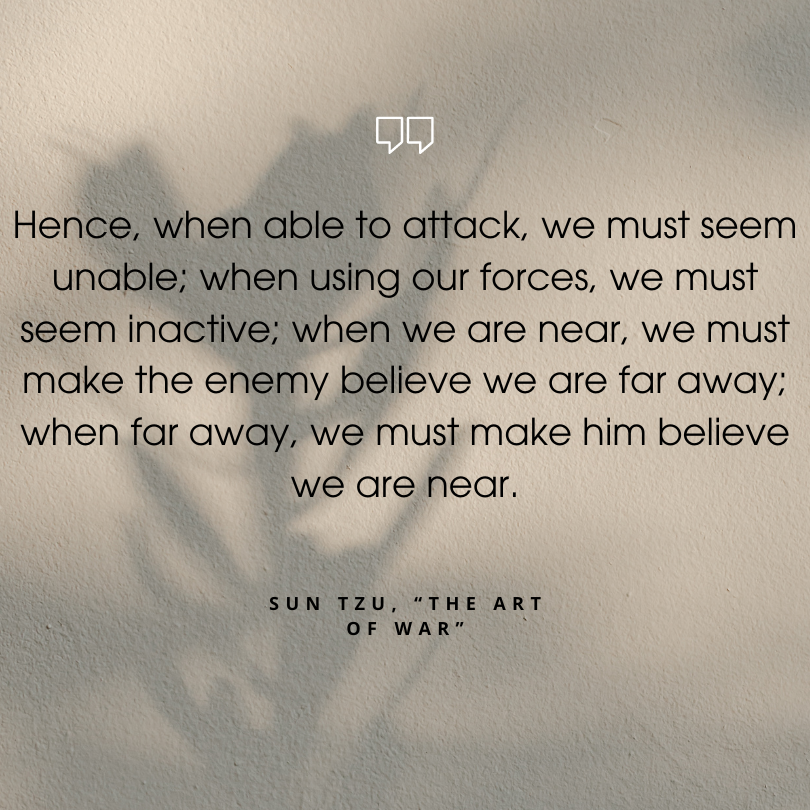 Hence, when able to attack, we must seem
unable; when using our forces, we must
seem inactive; when we are near, we must
make the enemy believe we are far away;
when far away, we must make him believe
we are near.
SUN TZU, “THE ART
OF WAR”